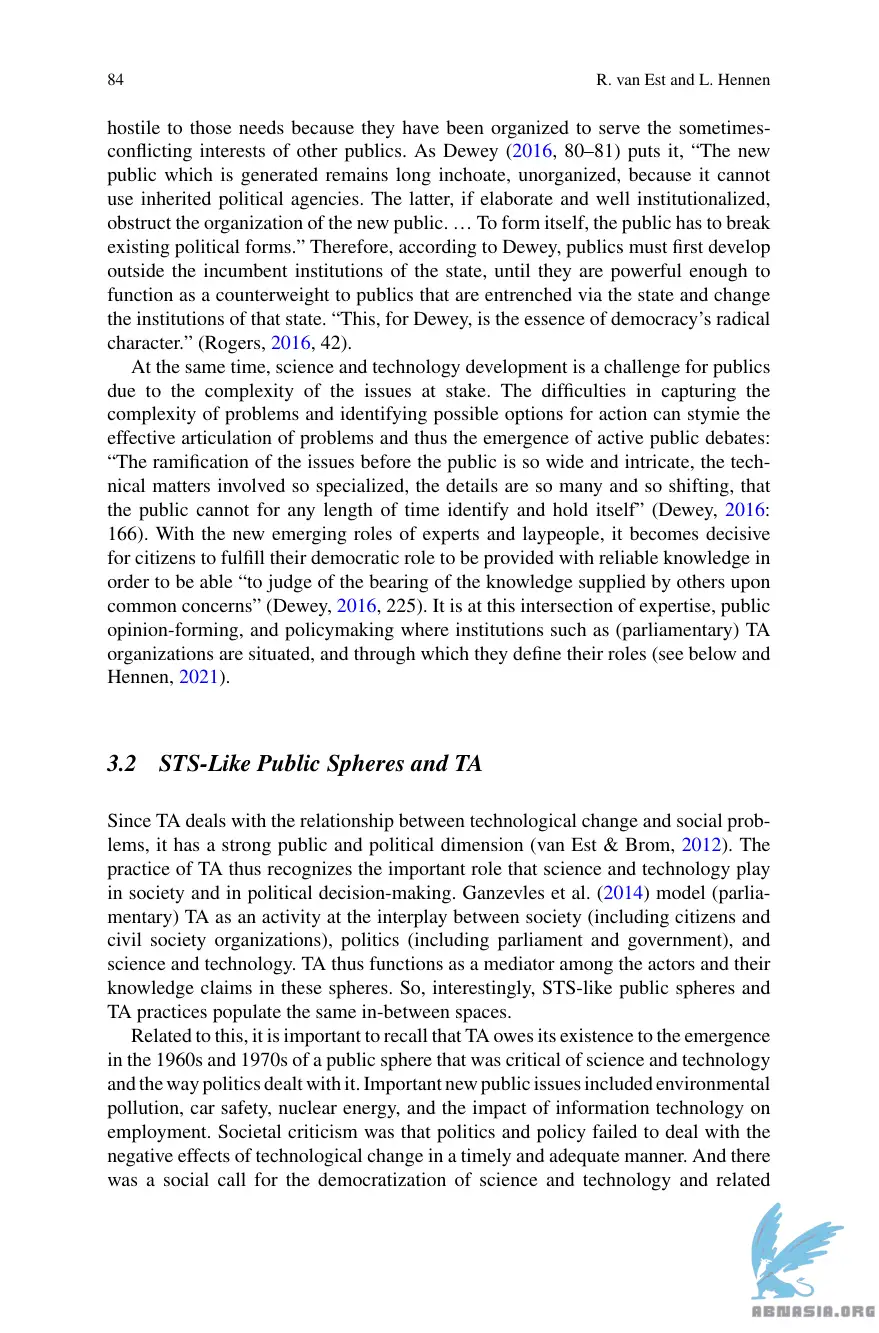 84 R. van Est and L. Hennen
hostile to those needs because they have been organized to serve the sometimes-
conflicting interests of other publics. As Dewey (2016, 80–81) puts it, “The new
public which is generated remains long inchoate, unorganized, because it cannot
use inherited political agencies. The latter, if elaborate and well institutionalized,
obstruct the organization of the new public. … To form itself, the public has to break
existing political forms.” Therefore, according to Dewey, publics must first develop
outside the incumbent institutions of the state, until they are powerful enough to
function as a counterweight to publics that are entrenched via the state and change
the institutions of that state. “This, for Dewey, is the essence of democracy’s radical
character.” (Rogers, 2016, 42).
At the same time, science and technology development is a challenge for publics
due to the complexity of the issues at stake. The difficulties in capturing the
complexity of problems and identifying possible options for action can stymie the
effective articulation of problems and thus the emergence of active public debates:
“The ramification of the issues before the public is so wide and intricate, the tech-
nical matters involved so specialized, the details are so many and so shifting, that
the public cannot for any length of time identify and hold itself” (Dewey, 2016:
166). With the new emerging roles of experts and laypeople, it becomes decisive
for citizens to fulfill their democratic role to be provided with reliable knowledge in
order to be able “to judge of the bearing of the knowledge supplied by others upon
common concerns” (Dewey, 2016, 225). It is at this intersection of expertise, public
opinion-forming, and policymaking where institutions such as (parliamentary) TA
organizations are situated, and through which they define their roles (see below and
Hennen, 2021).
3.2 STS-Like Public Spheres and TA
Since TA deals with the relationship between technological change and social prob-
lems, it has a strong public and political dimension (van Est & Brom, 2012). The
practice of TA thus recognizes the important role that science and technology play
in society and in political decision-making. Ganzevles et al. (2014) model (parlia-
mentary) TA as an activity at the interplay between society (including citizens and
civil society organizations), politics (including parliament and government), and
science and technology. TA thus functions as a mediator among the actors and their
knowledge claims in these spheres. So, interestingly, STS-like public spheres and
TA practices populate the same in-between spaces.
Related to this, it is important to recall that TA owes its existence to the emergence
in the 1960s and 1970s of a public sphere that was critical of science and technology
and the way politics dealt with it. Important new public issues included environmental
pollution, car safety, nuclear energy, and the impact of information technology on
employment. Societal criticism was that politics and policy failed to deal with the
negative effects of technological change in a timely and adequate manner. And there
was a social call for the democratization of science and technology and related
ABNASIA.ORG